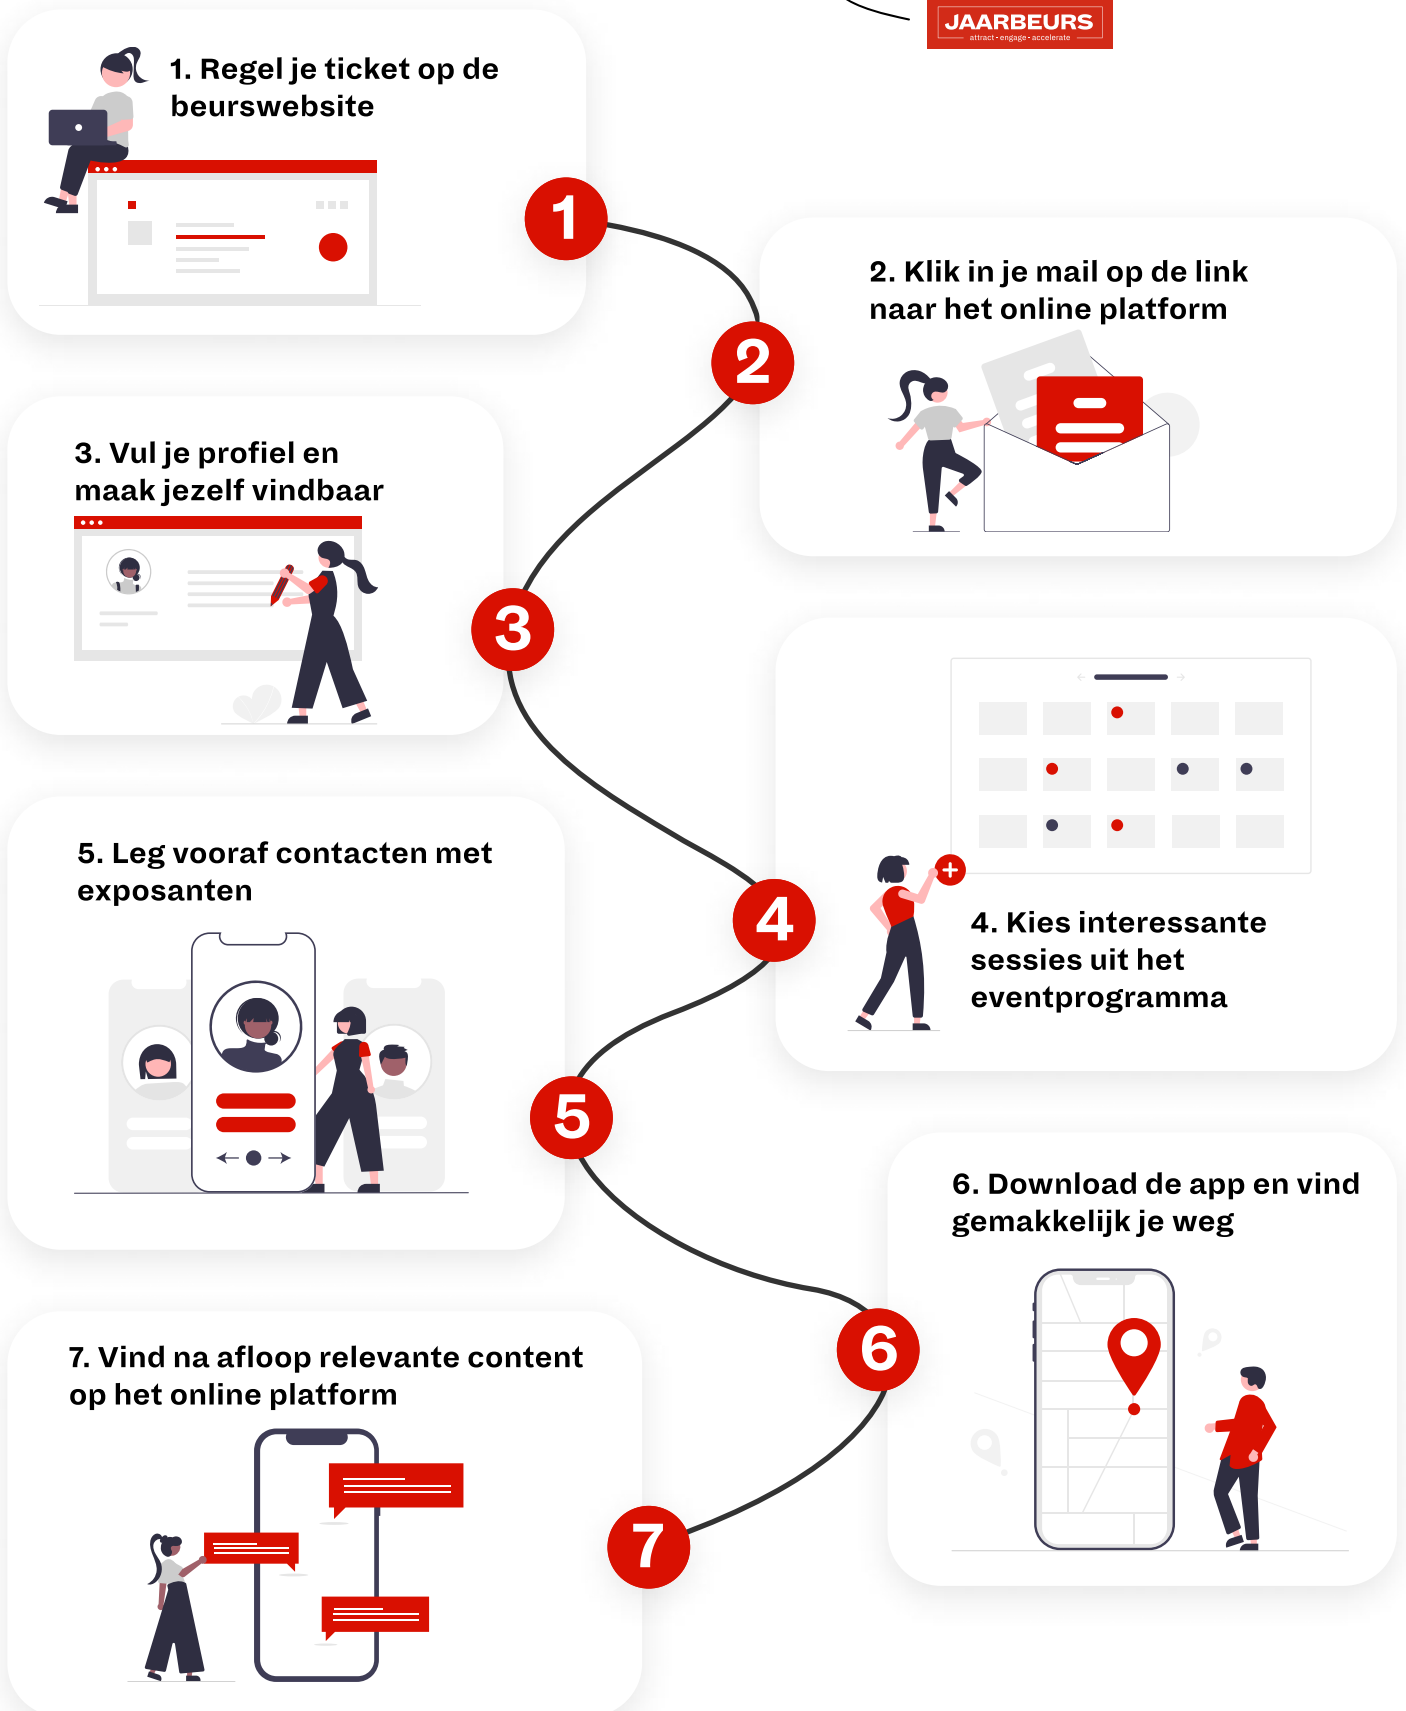 JAARBEURS
attract • engage • accelerate
1. Regel je ticket op de
beurswebsite
1
2. Klik in je mail op de link
naar het online platform
2
3. Vul je profiel en
maak jezelf vindbaar
3
4
4. Kies interessante
sessies uit het
eventprogramma
5. Leg vooraf contacten met
exposanten
5
6. Download de app en vind
gemakkelijk je weg
6
7. Vind na afloop relevante content
op het online platform
7